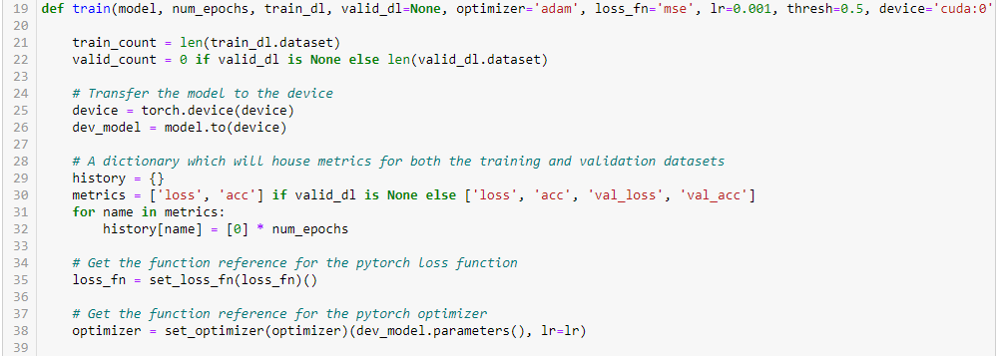 19 def train(model, num_epochs, train_dl, valid_dl=None, optimizer='adam', loss_fn='mse', lr=0.001, thresh=0.5, device='cuda:0'
20
21     train_count = len(train_dl.dataset)
22     valid_count = 0 if valid_dl is None else len(valid_dl.dataset)
23
24     # Transfer the model to the device
25     device = torch.device(device)
26     dev_model = model.to(device)
27
28     # A dictionary which will house metrics for both the training and validation datasets
29     history = {}
30     metrics = ['loss', 'acc'] if valid_dl is None else ['loss', 'acc', 'val_loss', 'val_acc']
31     for name in metrics:
32         history[name] = [0] * num_epochs
33
34     # Get the function reference for the pytorch loss function
35     loss_fn = set_loss_fn(loss_fn)()
36
37     # Get the function reference for the pytorch optimizer
38     optimizer = set_optimizer(optimizer)(dev_model.parameters(), lr=lr)
39